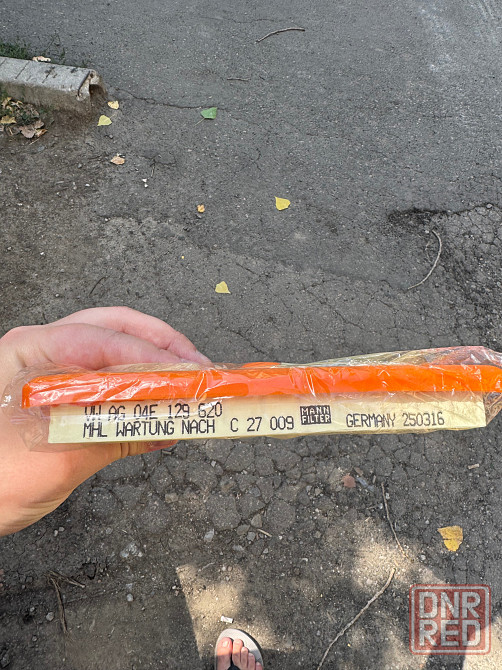 VW AG 04E 129 620
MHL WARTUNG NACH C 27 009 MANN FILTER GERMANY 250316
DNR
RED